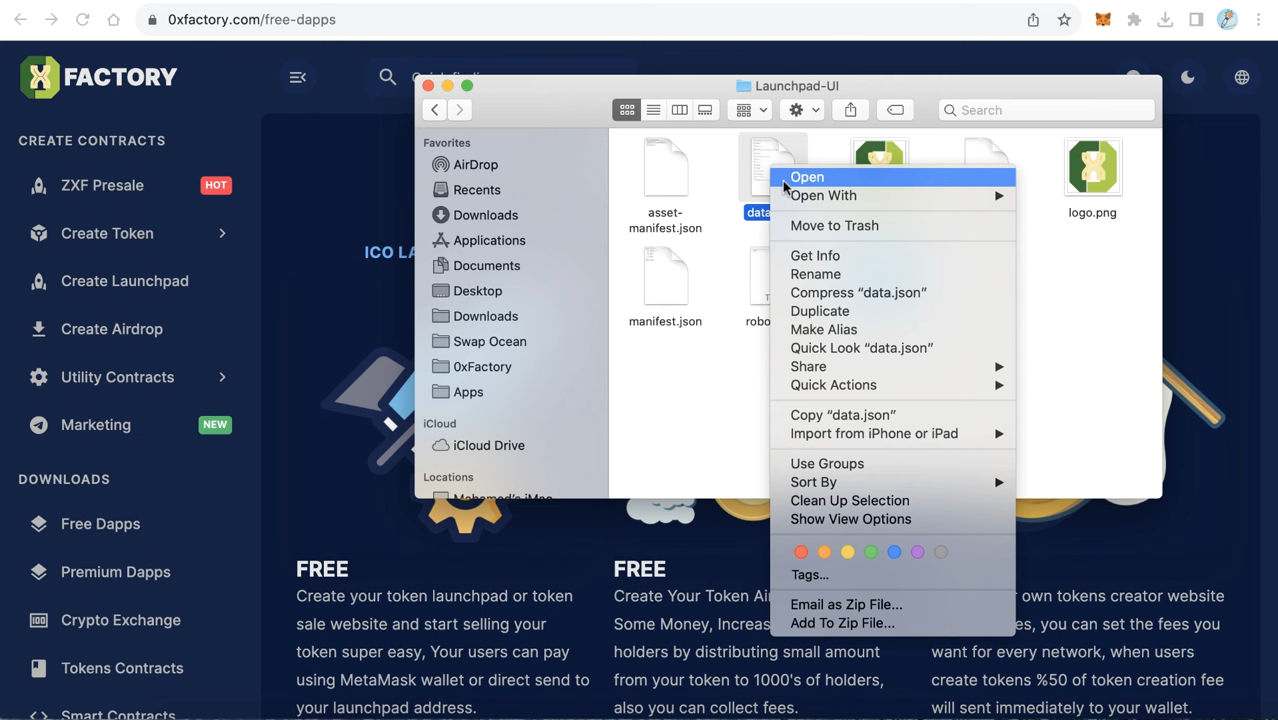 0xfactory.com/free-dapps
FACTORY
CREATE CONTRACTS
ZXF Presale
HOT
Create Token
Create Launchpad
Create Airdrop
Utility Contracts
Marketing
NEW
DOWNLOADS
Free Dapps
Premium Dapps
Crypto Exchange
Tokens Contracts
Smart Contracts
ICO LA
Launchpad-UI
Search
Favorites
AirDrop
Recents
Downloads
Applications
Documents
Desktop
Downloads
Swap Ocean
0xFactory
Apps
iCloud
iCloud Drive
Locations
Mohamed's iMac
asset-
manifest.json
data
logo.png
manifest.json
robo
Open
Open With
Move to Trash
Get Info
Rename
Compress “data.json”
Duplicate
Make Alias
Quick Look “data.json”
Share
Quick Actions
Copy “data.json”
Import from iPhone or iPad
Use Groups
Sort By
Clean Up Selection
Show View Options
Tags...
Email as Zip File...
Add To Zip File...
FREE
Create your token launchpad or token
sale website and start selling your
token super easy, Your users can pay
using MetaMask wallet or direct send to
your launchpad address.
FREE
Create Your Token Ai
Some Money, Increas
holders by distributing small amount
from your token to 1000's of holders,
also you can collect fees.
own tokens creator website
es, you can set the fees you
want for every network, when users
create tokens %50 of token creation fee
will sent immediately to your wallet.